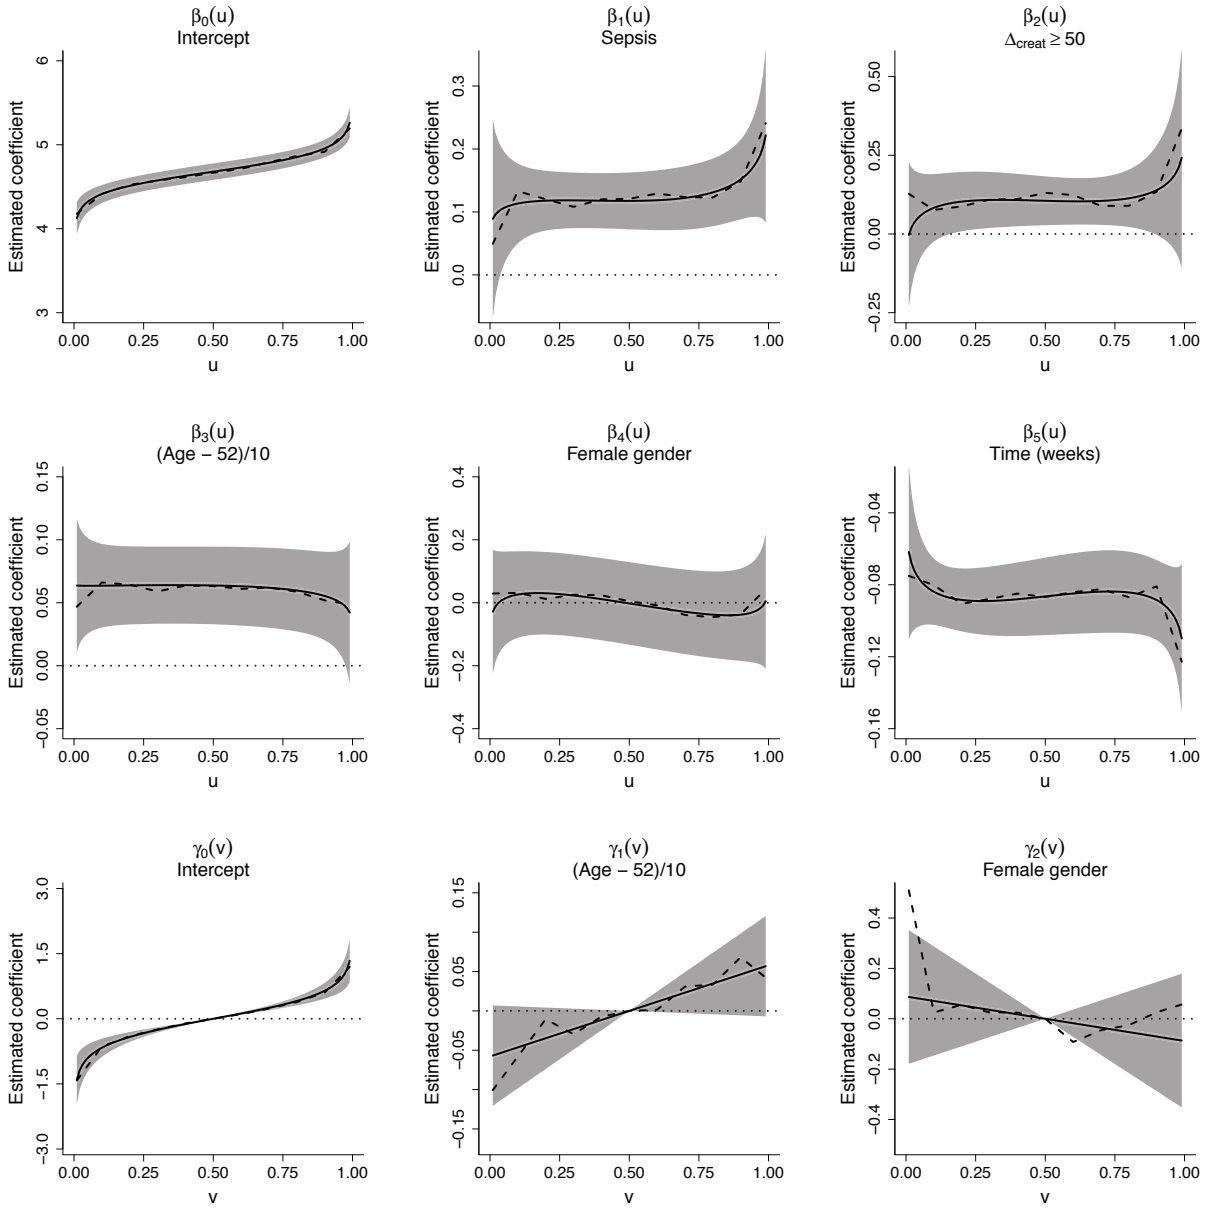 β₀(u)
Intercept
Estimated coefficient
6
5
4
3
0.00 0.25 0.50 0.75 1.00
u
β₁(u)
Sepsis
Estimated coefficient
0.3
0.2
0.1
0.0
0.00 0.25 0.50 0.75 1.00
u
β₂(u)
Δcreat ≥ 50
Estimated coefficient
0.50
0.25
0.00
−0.25
0.00 0.25 0.50 0.75 1.00
u
β₃(u)
(Age − 52)/10
Estimated coefficient
0.15
0.10
0.05
0.00
−0.05
0.00 0.25 0.50 0.75 1.00
u
β₄(u)
Female gender
Estimated coefficient
0.4
0.2
0.0
−0.2
−0.4
0.00 0.25 0.50 0.75 1.00
u
β₅(u)
Time (weeks)
Estimated coefficient
−0.04
−0.08
−0.12
−0.16
0.00 0.25 0.50 0.75 1.00
u
γ₀(v)
Intercept
Estimated coefficient
3.0
1.5
0.0
−1.5
−3.0
0.00 0.25 0.50 0.75 1.00
v
γ₁(v)
(Age − 52)/10
Estimated coefficient
0.15
0.05
−0.05
−0.15
0.00 0.25 0.50 0.75 1.00
v
γ₂(v)
Female gender
Estimated coefficient
0.4
0.2
0.0
−0.2
−0.4
0.00 0.25 0.50 0.75 1.00
v